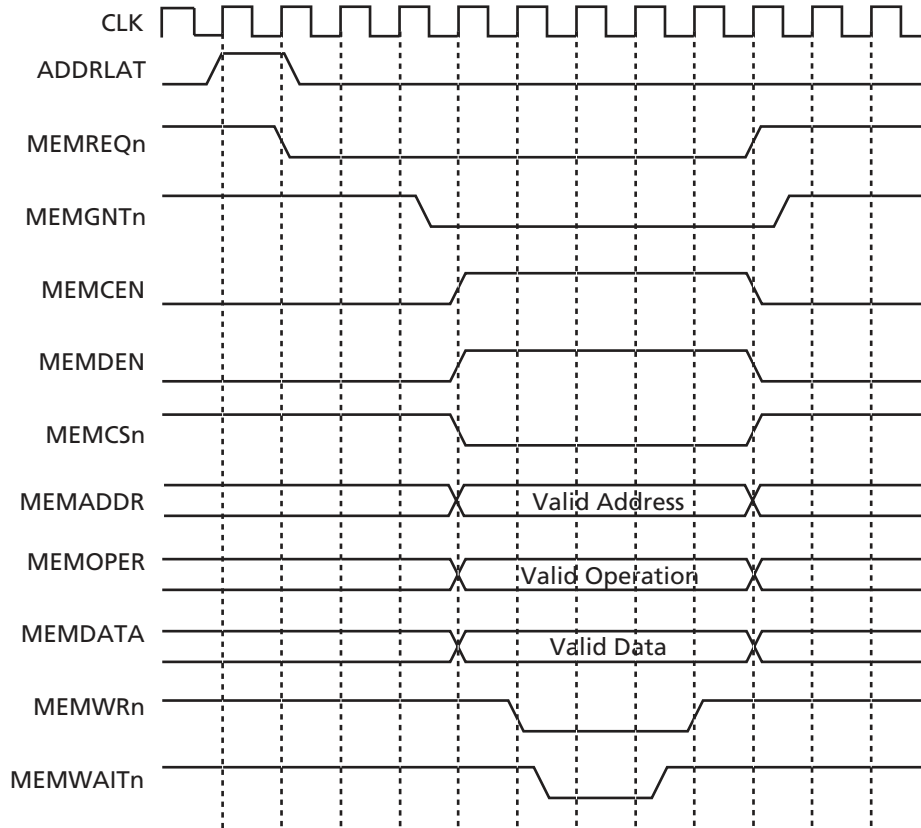 CLK
ADDRLAT
MEMREQn
MEMGNTn
MEMCEN
MEMDEN
MEMCSn
MEMADDR
Valid Address
MEMOPER
Valid Operation
MEMDATA
Valid Data
MEMWRn
MEMWAITn